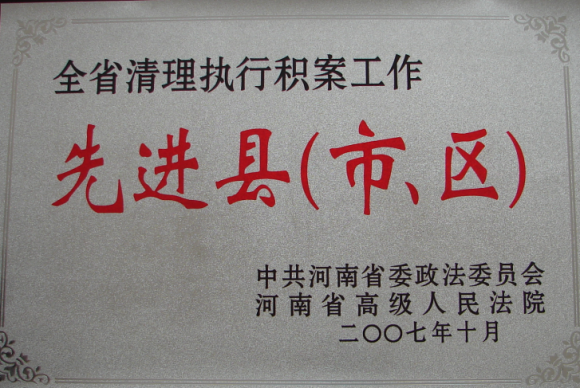 全省清理执行积案工作
先进县(市、区)
中共河南省委政法委员会
河南省高级人民法院
二〇〇七年十月